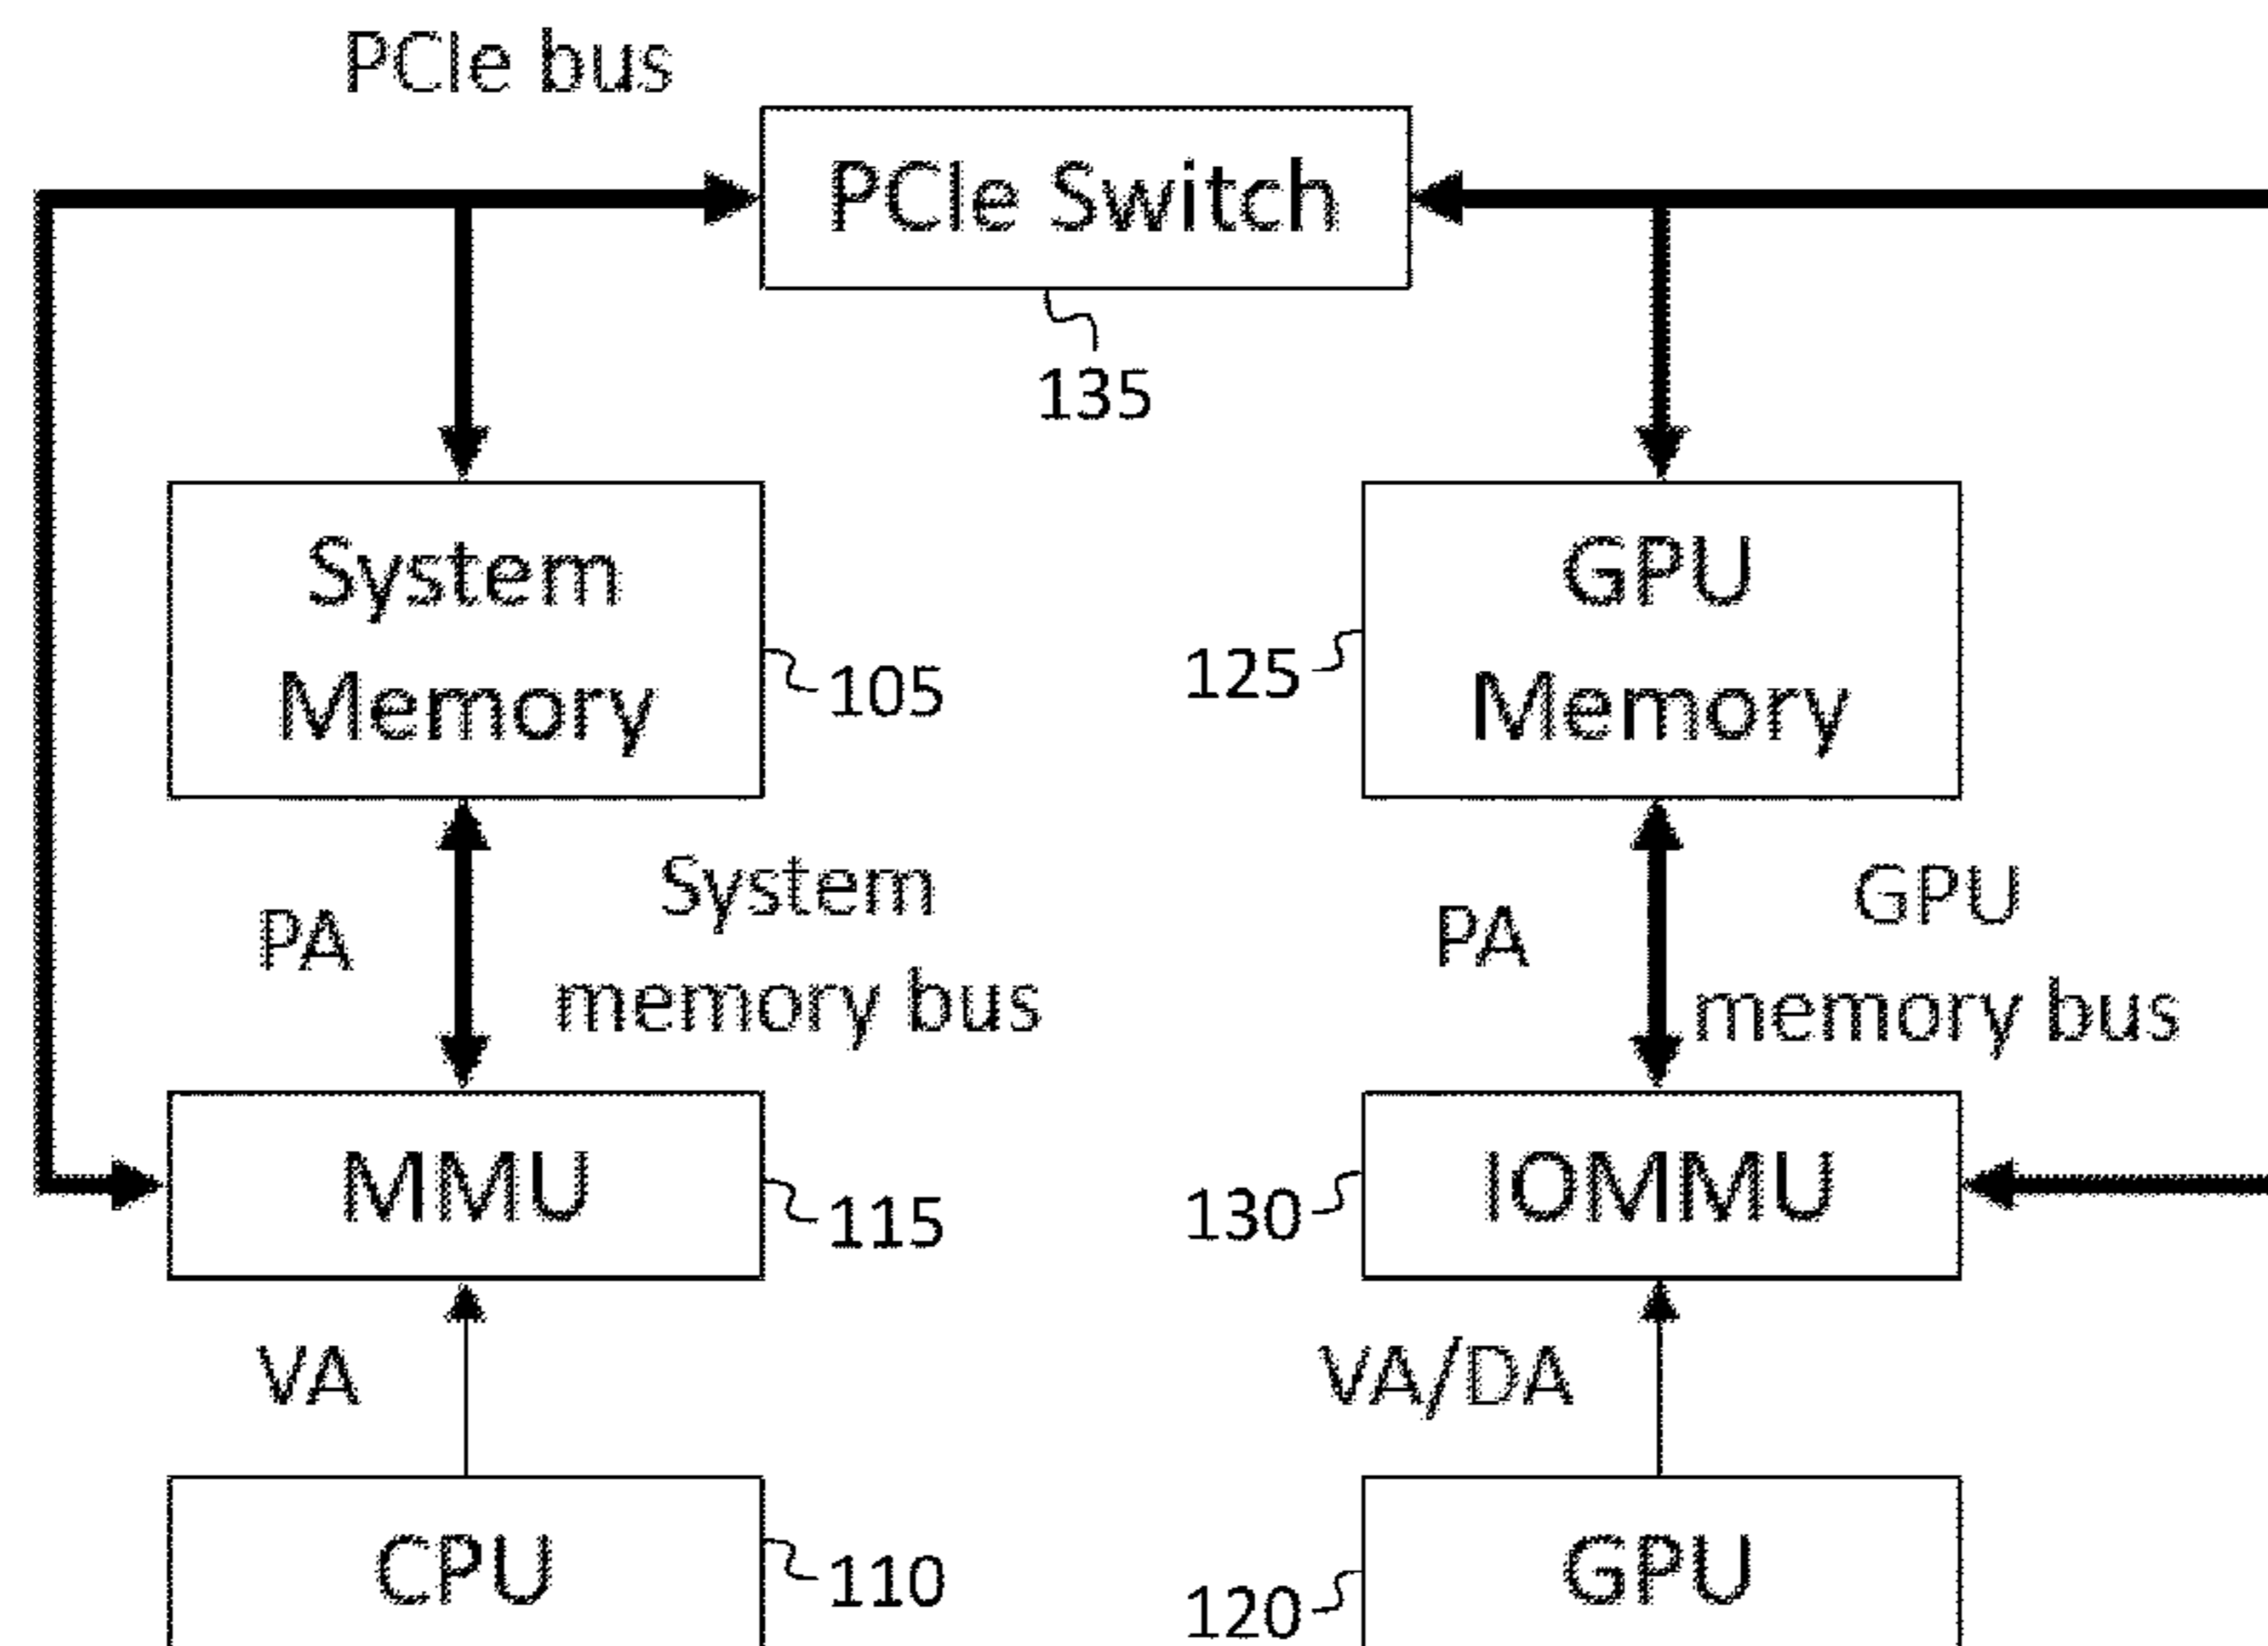 PCIe bus
PCIe Switch
135
System
Memory
105
GPU
Memory
125
PA
System
memory bus
PA
GPU
memory bus
MMU
115
IOMMU
130
VA
VA/DA
CPU
110
GPU
120